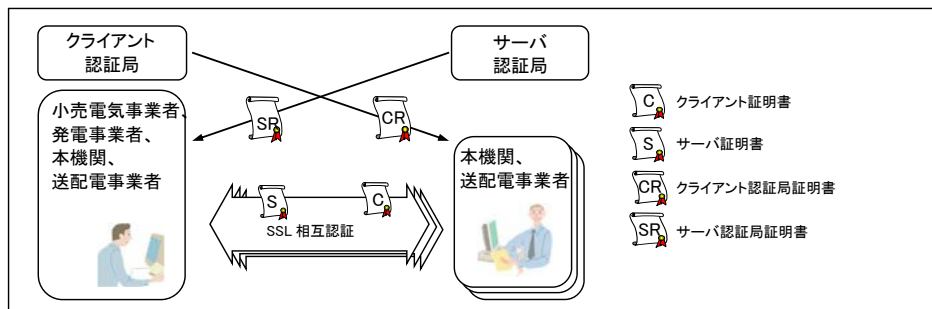 クライアント
認証局
サーバ
認証局
小売電気事業者、
発電事業者、
本機関、
送配電事業者
SR
CR
本機関、
送配電事業者
S
C
SSL 相互認証
C クライアント証明書
S サーバ証明書
CR クライアント認証局証明書
SR サーバ認証局証明書